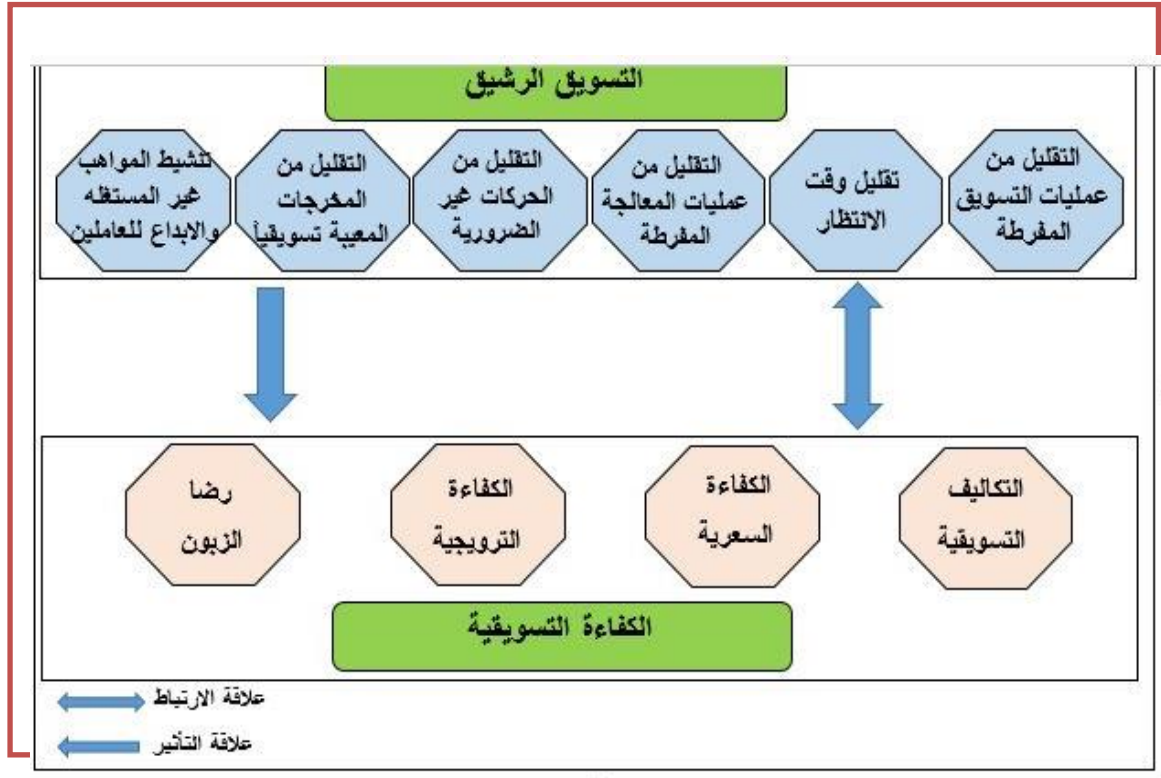 التسويق الرشيق
التقليل من
عمليات التسويق
المفرطة
تقليل وقت
الانتظار
التقليل من
عمليات المعالجة
المفرطة
التقليل من
الحركات غير
الضرورية
التقليل من
المخرجات
المعيبة تسويقياً
تنشيط المواهب
غير المستغله
والابداع للعاملين
التكاليف
التسويقية
الكفاءة
السعرية
الكفاءة
الترويجية
رضا
الزبون
الكفاءة التسويقية
علاقة الارتباط
علاقة التأثير